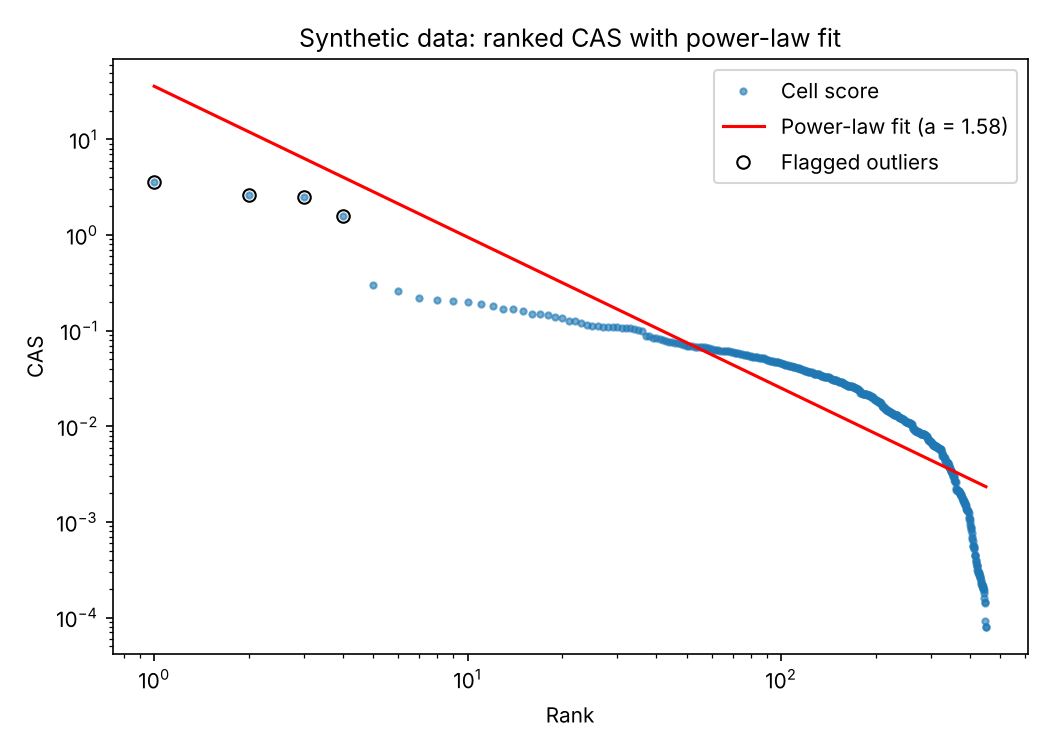 Synthetic data: ranked CAS with power-law fit
Cell score
Power-law fit (a = 1.58)
Flagged outliers
10¹
10⁰
10⁻¹
10⁻²
10⁻³
10⁻⁴
CAS
10⁰ 10¹ 10²
Rank